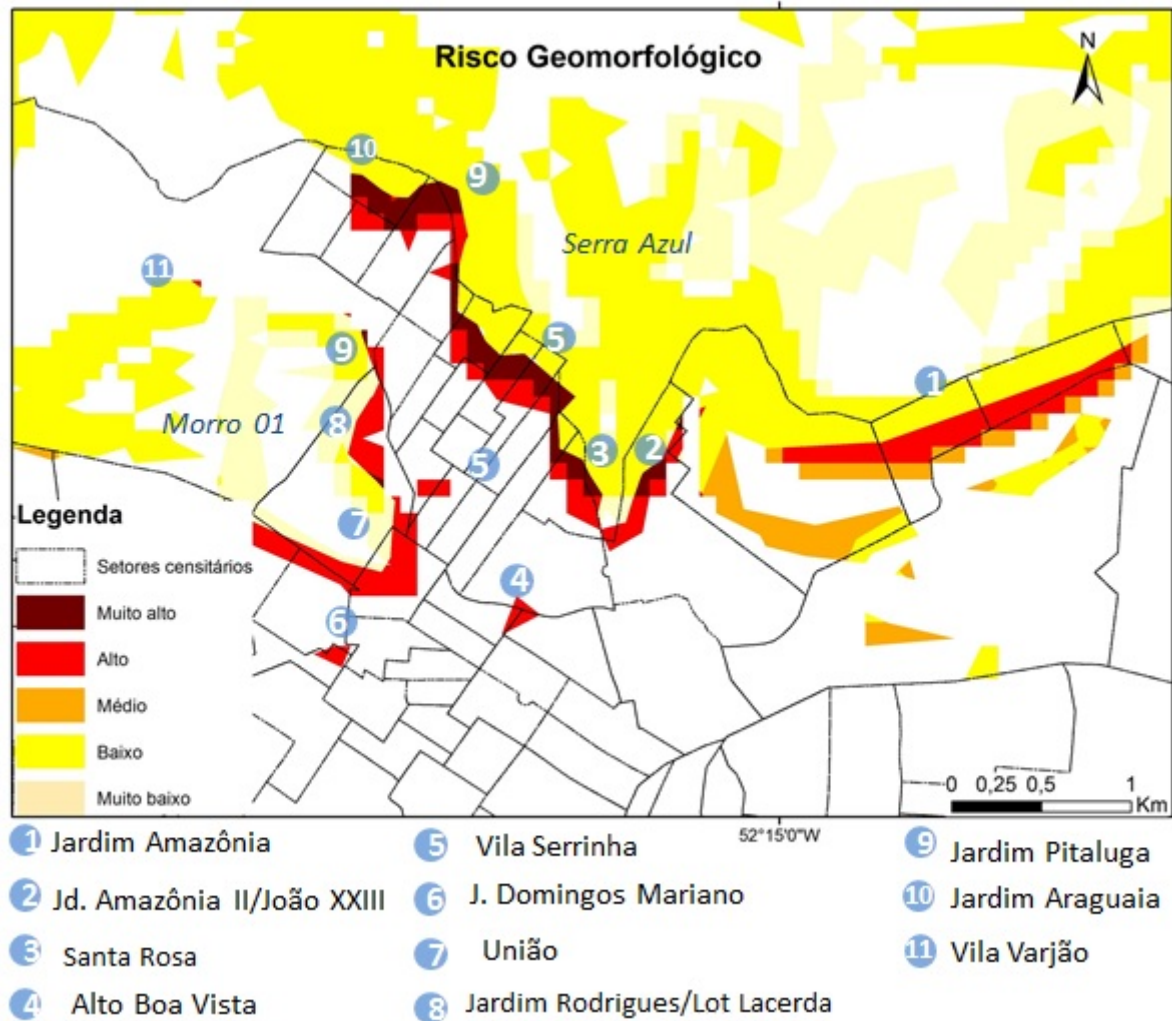 Risco Geomorfológico
N
10
9
Serra Azul
11
5
9
1
Morro 01
8
3
2
5
7
4
6
Legenda
Setores censitários
Muito alto
Alto
Médio
Baixo
Muito baixo
0 0,25 0,5 1
Km
52°15'0"W
1 Jardim Amazônia
2 Jd. Amazônia II/João XXIII
3 Santa Rosa
4 Alto Boa Vista
5 Vila Serrinha
6 J. Domingos Mariano
7 União
8 Jardim Rodrigues/Lot Lacerda
9 Jardim Pitaluga
10 Jardim Araguaia
11 Vila Varjão